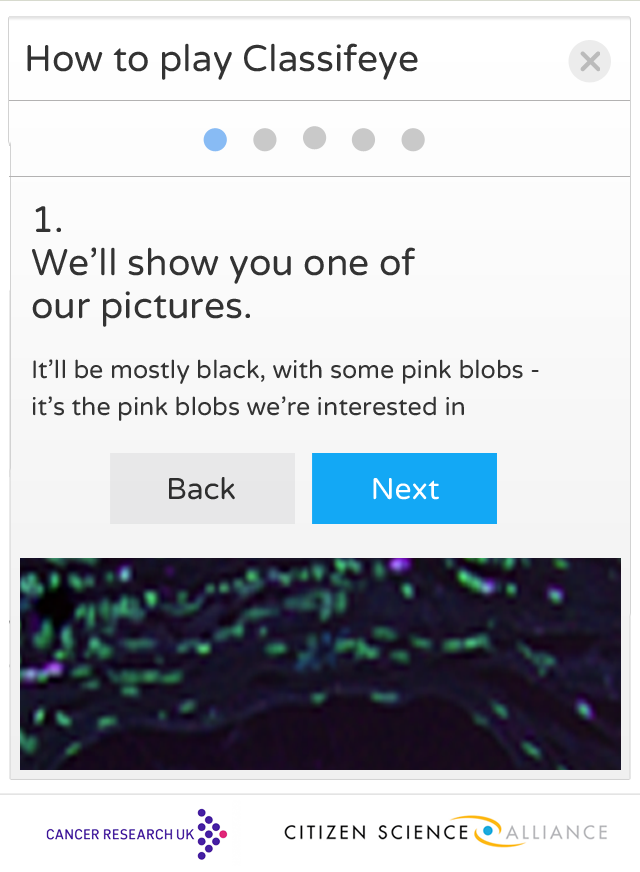 How to play Classifeye
1.
We’ll show you one of
our pictures.
It’ll be mostly black, with some pink blobs -
it’s the pink blobs we’re interested in
Back
Next
CANCER RESEARCH UK
CITIZEN SCIENCE ALLIANCE